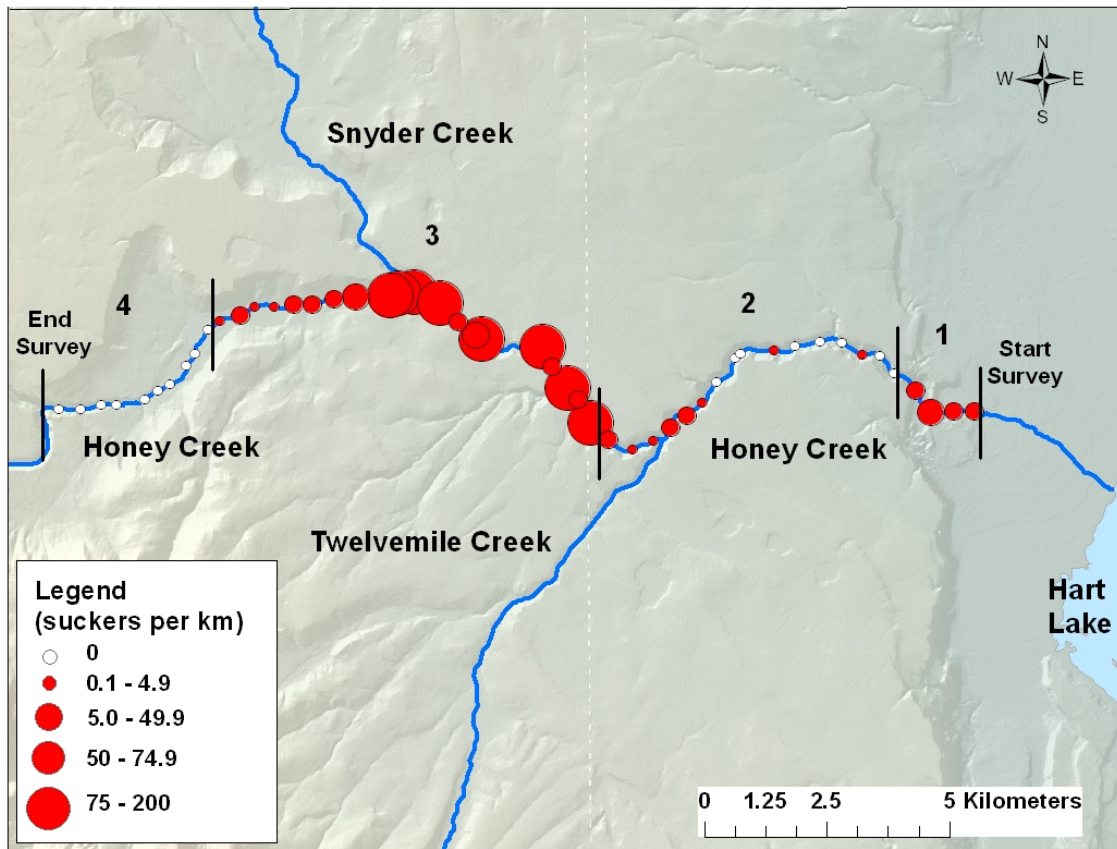 N
W E
S
Snyder Creek
3
2
4
1
End
Survey
Start
Survey
Honey Creek
Honey Creek
Twelvemile Creek
Hart
Lake
Legend
(suckers per km)
0
0.1 - 4.9
5.0 - 49.9
50 - 74.9
75 - 200
0 1.25 2.5 5 Kilometers